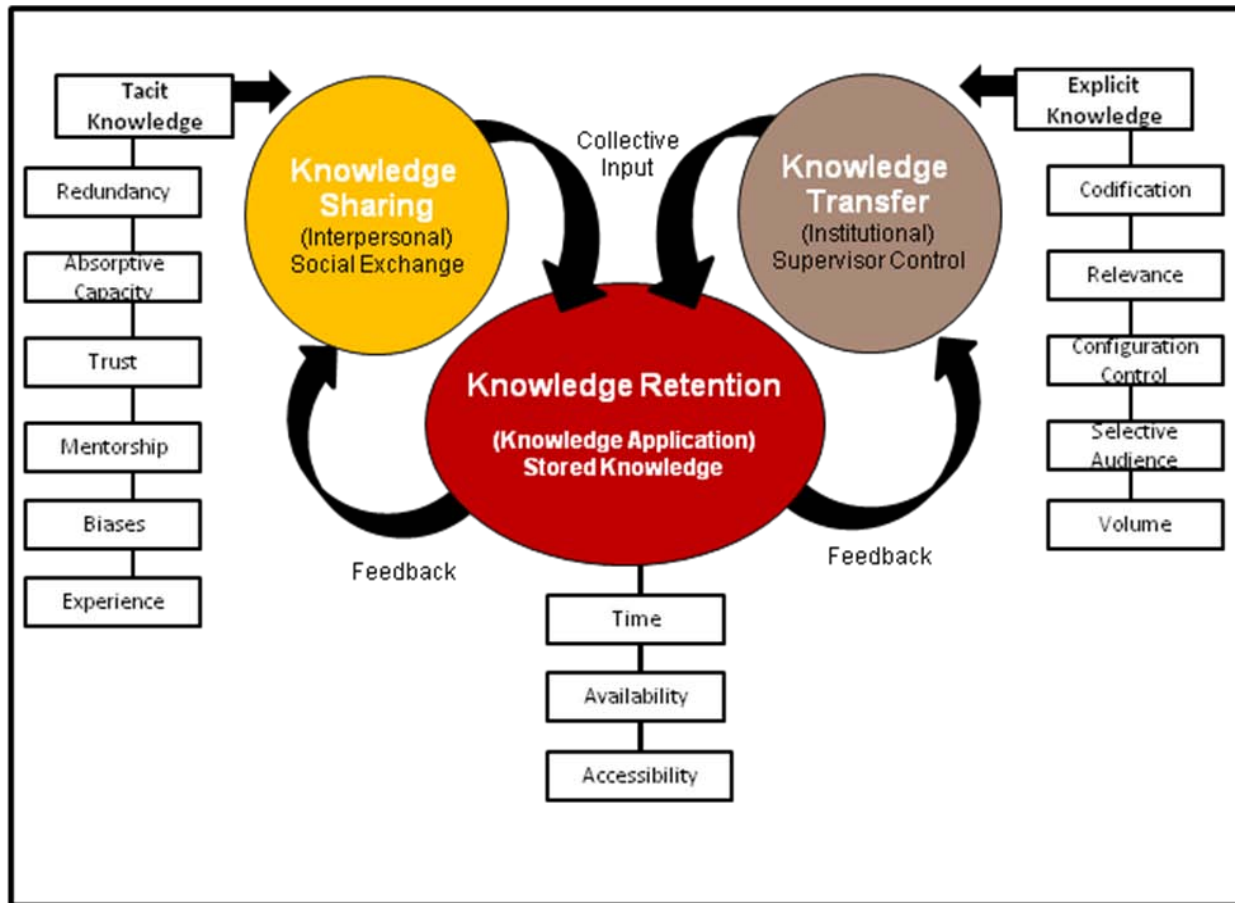 Tacit
Knowledge
Redundancy
Absorptive
Capacity
Trust
Mentorship
Biases
Experience
Knowledge
Sharing
(Interpersonal)
Social Exchange
Collective
Input
Knowledge
Transfer
(Institutional)
Supervisor Control
Explicit
Knowledge
Codification
Relevance
Configuration
Control
Selective
Audience
Volume
Knowledge Retention
(Knowledge Application)
Stored Knowledge
Feedback
Feedback
Time
Availability
Accessibility